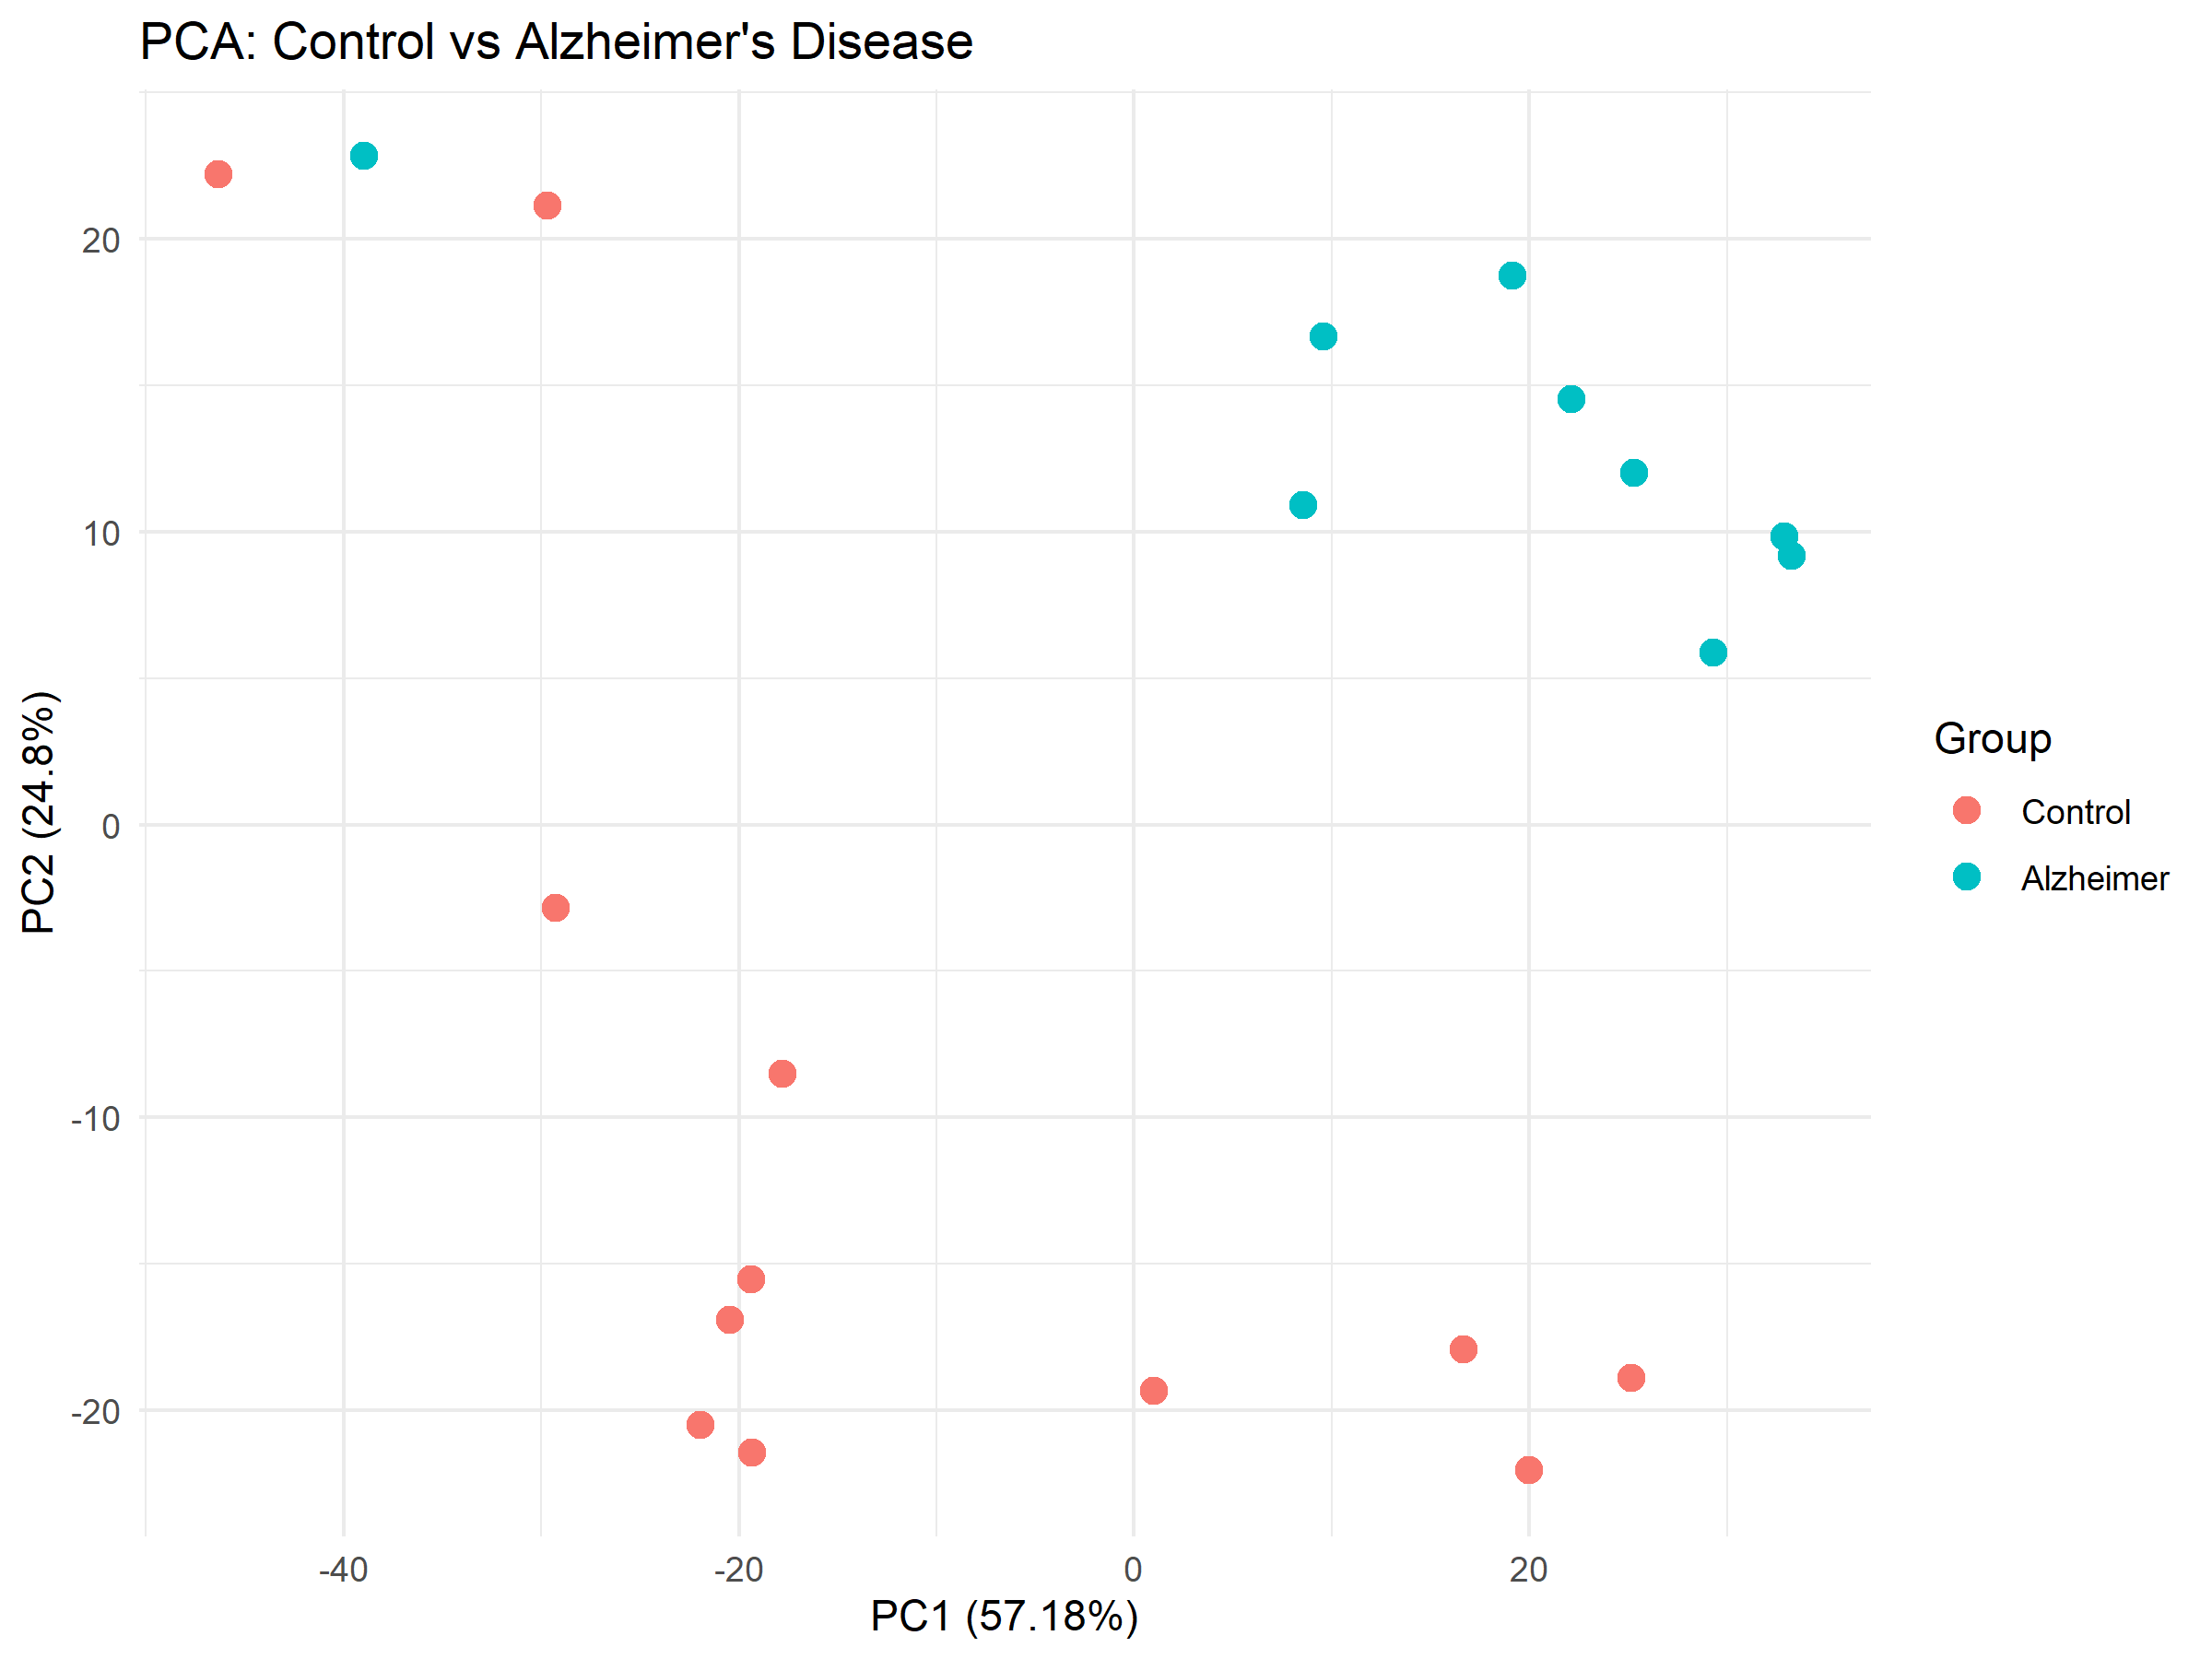 PCA: Control vs Alzheimer's Disease
20
10
0
-10
-20
PC2 (24.8%)
-40
-20
0
20
PC1 (57.18%)
Group
Control
Alzheimer